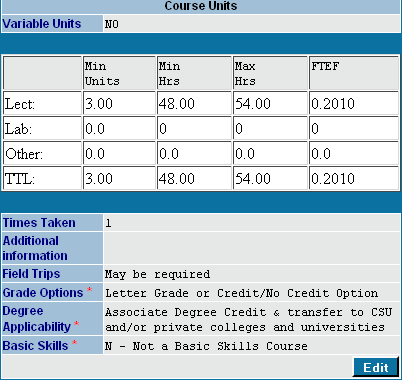 Course Units
Variable Units NO
Min Units Min Hrs Max Hrs FTEF
Lect: 3.00 48.00 54.00 0.2010
Lab: 0.0 0 0 0
Other: 0.0 0.0 0.0 0.0
TTL: 3.00 48.00 54.00 0.2010
Times Taken 1
Additional
information
Field Trips May be required
Grade Options * Letter Grade or Credit/No Credit Option
Degree Associate Degree Credit & transfer to CSU
Applicability * and/or private colleges and universities
Basic Skills * N - Not a Basic Skills Course
Edit